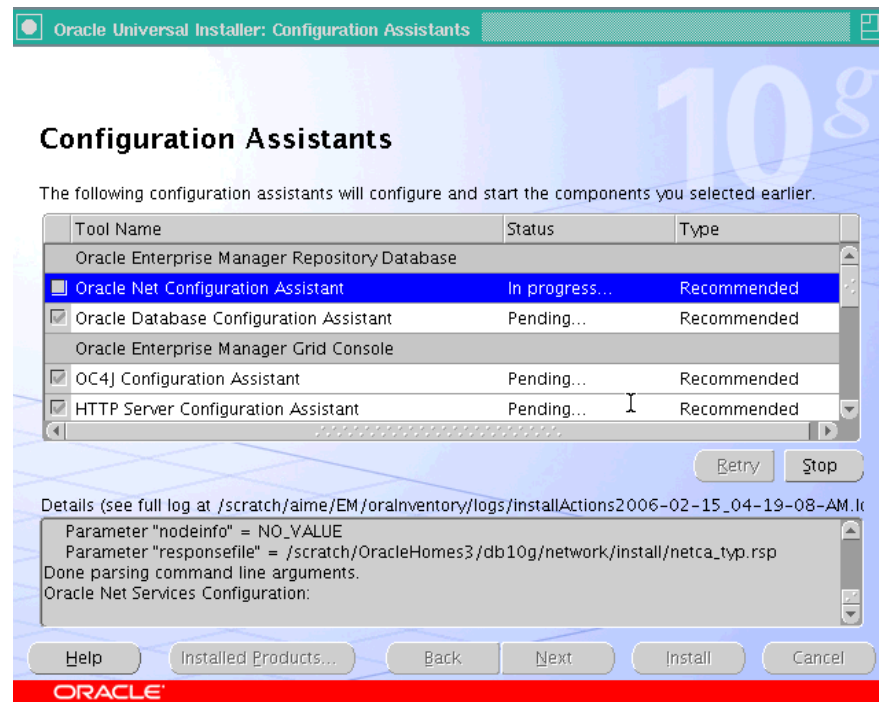 Oracle Universal Installer: Configuration Assistants
10g
Configuration Assistants
The following configuration assistants will configure and start the components you selected earlier.
Tool Name Status Type
Oracle Enterprise Manager Repository Database
Oracle Net Configuration Assistant In progress... Recommended
Oracle Database Configuration Assistant Pending... Recommended
Oracle Enterprise Manager Grid Console
OC4J Configuration Assistant Pending... Recommended
HTTP Server Configuration Assistant Pending... Recommended
Retry Stop
Details (see full log at /scratch/aime/EM/oraInventory/logs/installActions2006-02-15_04-19-08-AM.lo
Parameter "nodeinfo" = NO_VALUE
Parameter "responsefile" = /scratch/OracleHomes3/db10g/network/install/netca_typ.rsp
Done parsing command line arguments.
Oracle Net Services Configuration:
Help Installed Products... Back Next Install Cancel
ORACLE